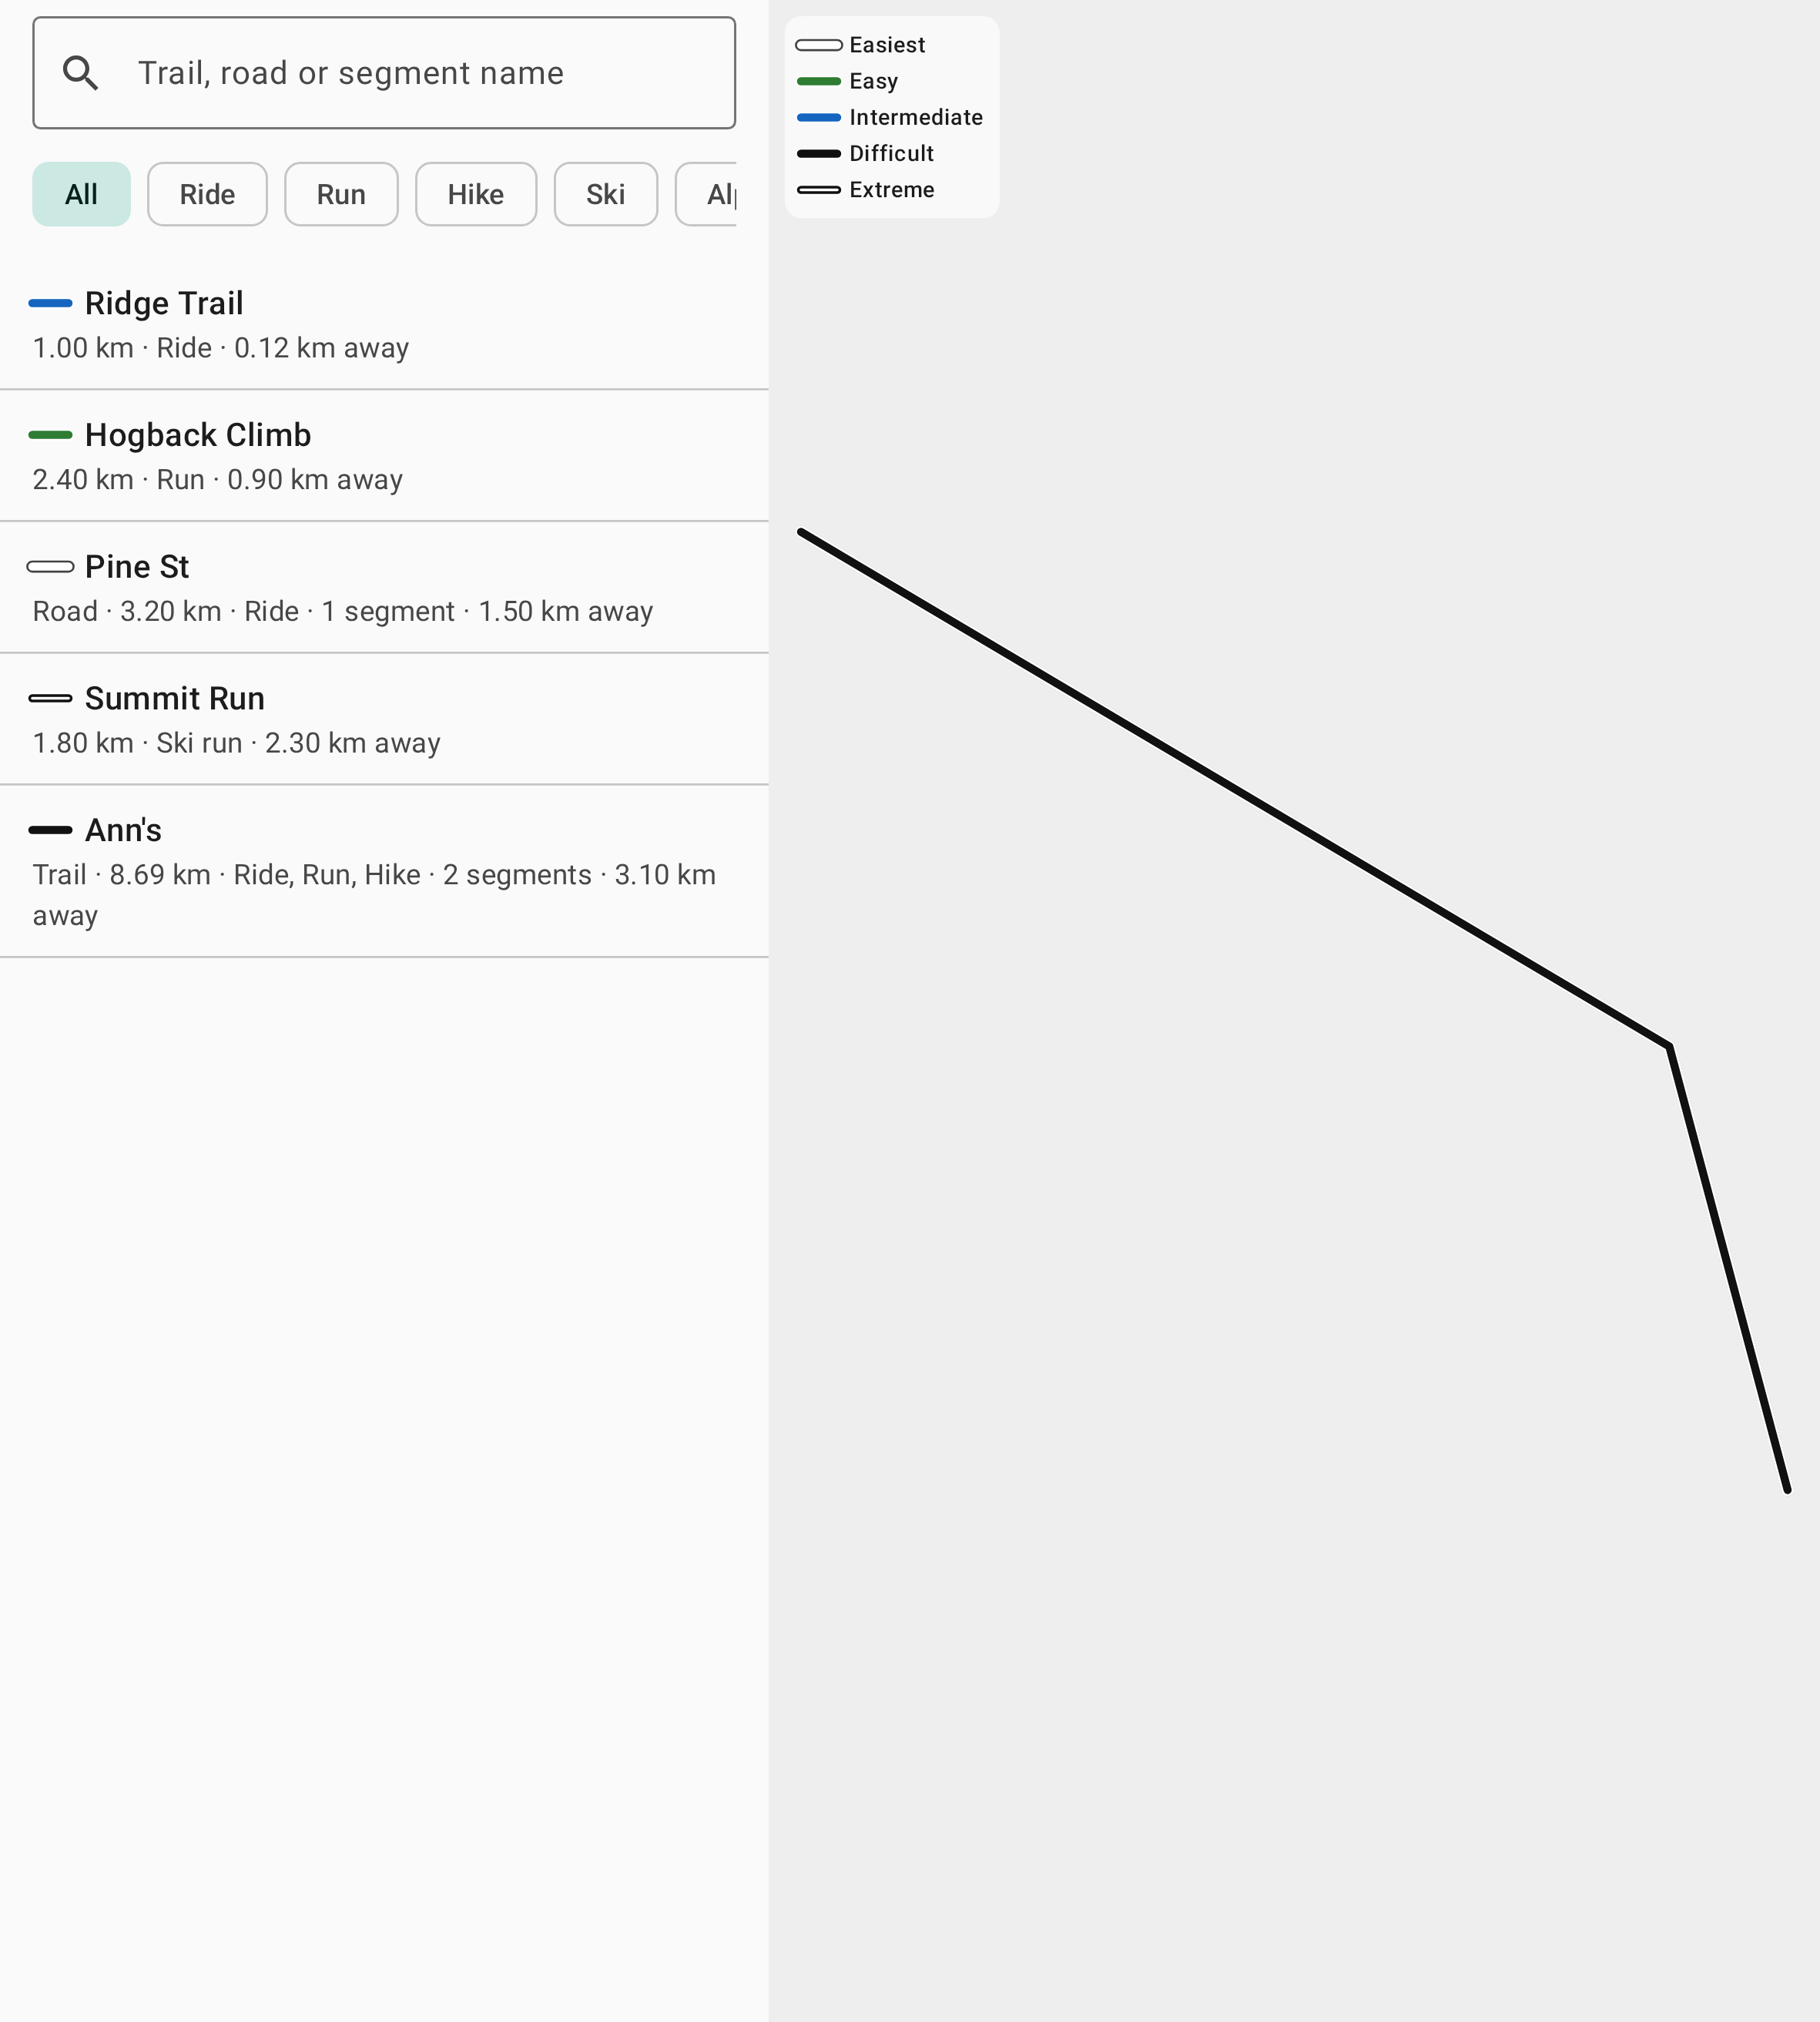 Trail, road or segment name
All
Ride
Run
Hike
Ski
Ridge Trail
1.00 km · Ride · 0.12 km away
Hogback Climb
2.40 km · Run · 0.90 km away
Pine St
Road · 3.20 km · Ride · 1 segment · 1.50 km away
Summit Run
1.80 km · Ski run · 2.30 km away
Ann's
Trail · 8.69 km · Ride, Run, Hike · 2 segments · 3.10 km
away
Easiest
Easy
Intermediate
Difficult
Extreme